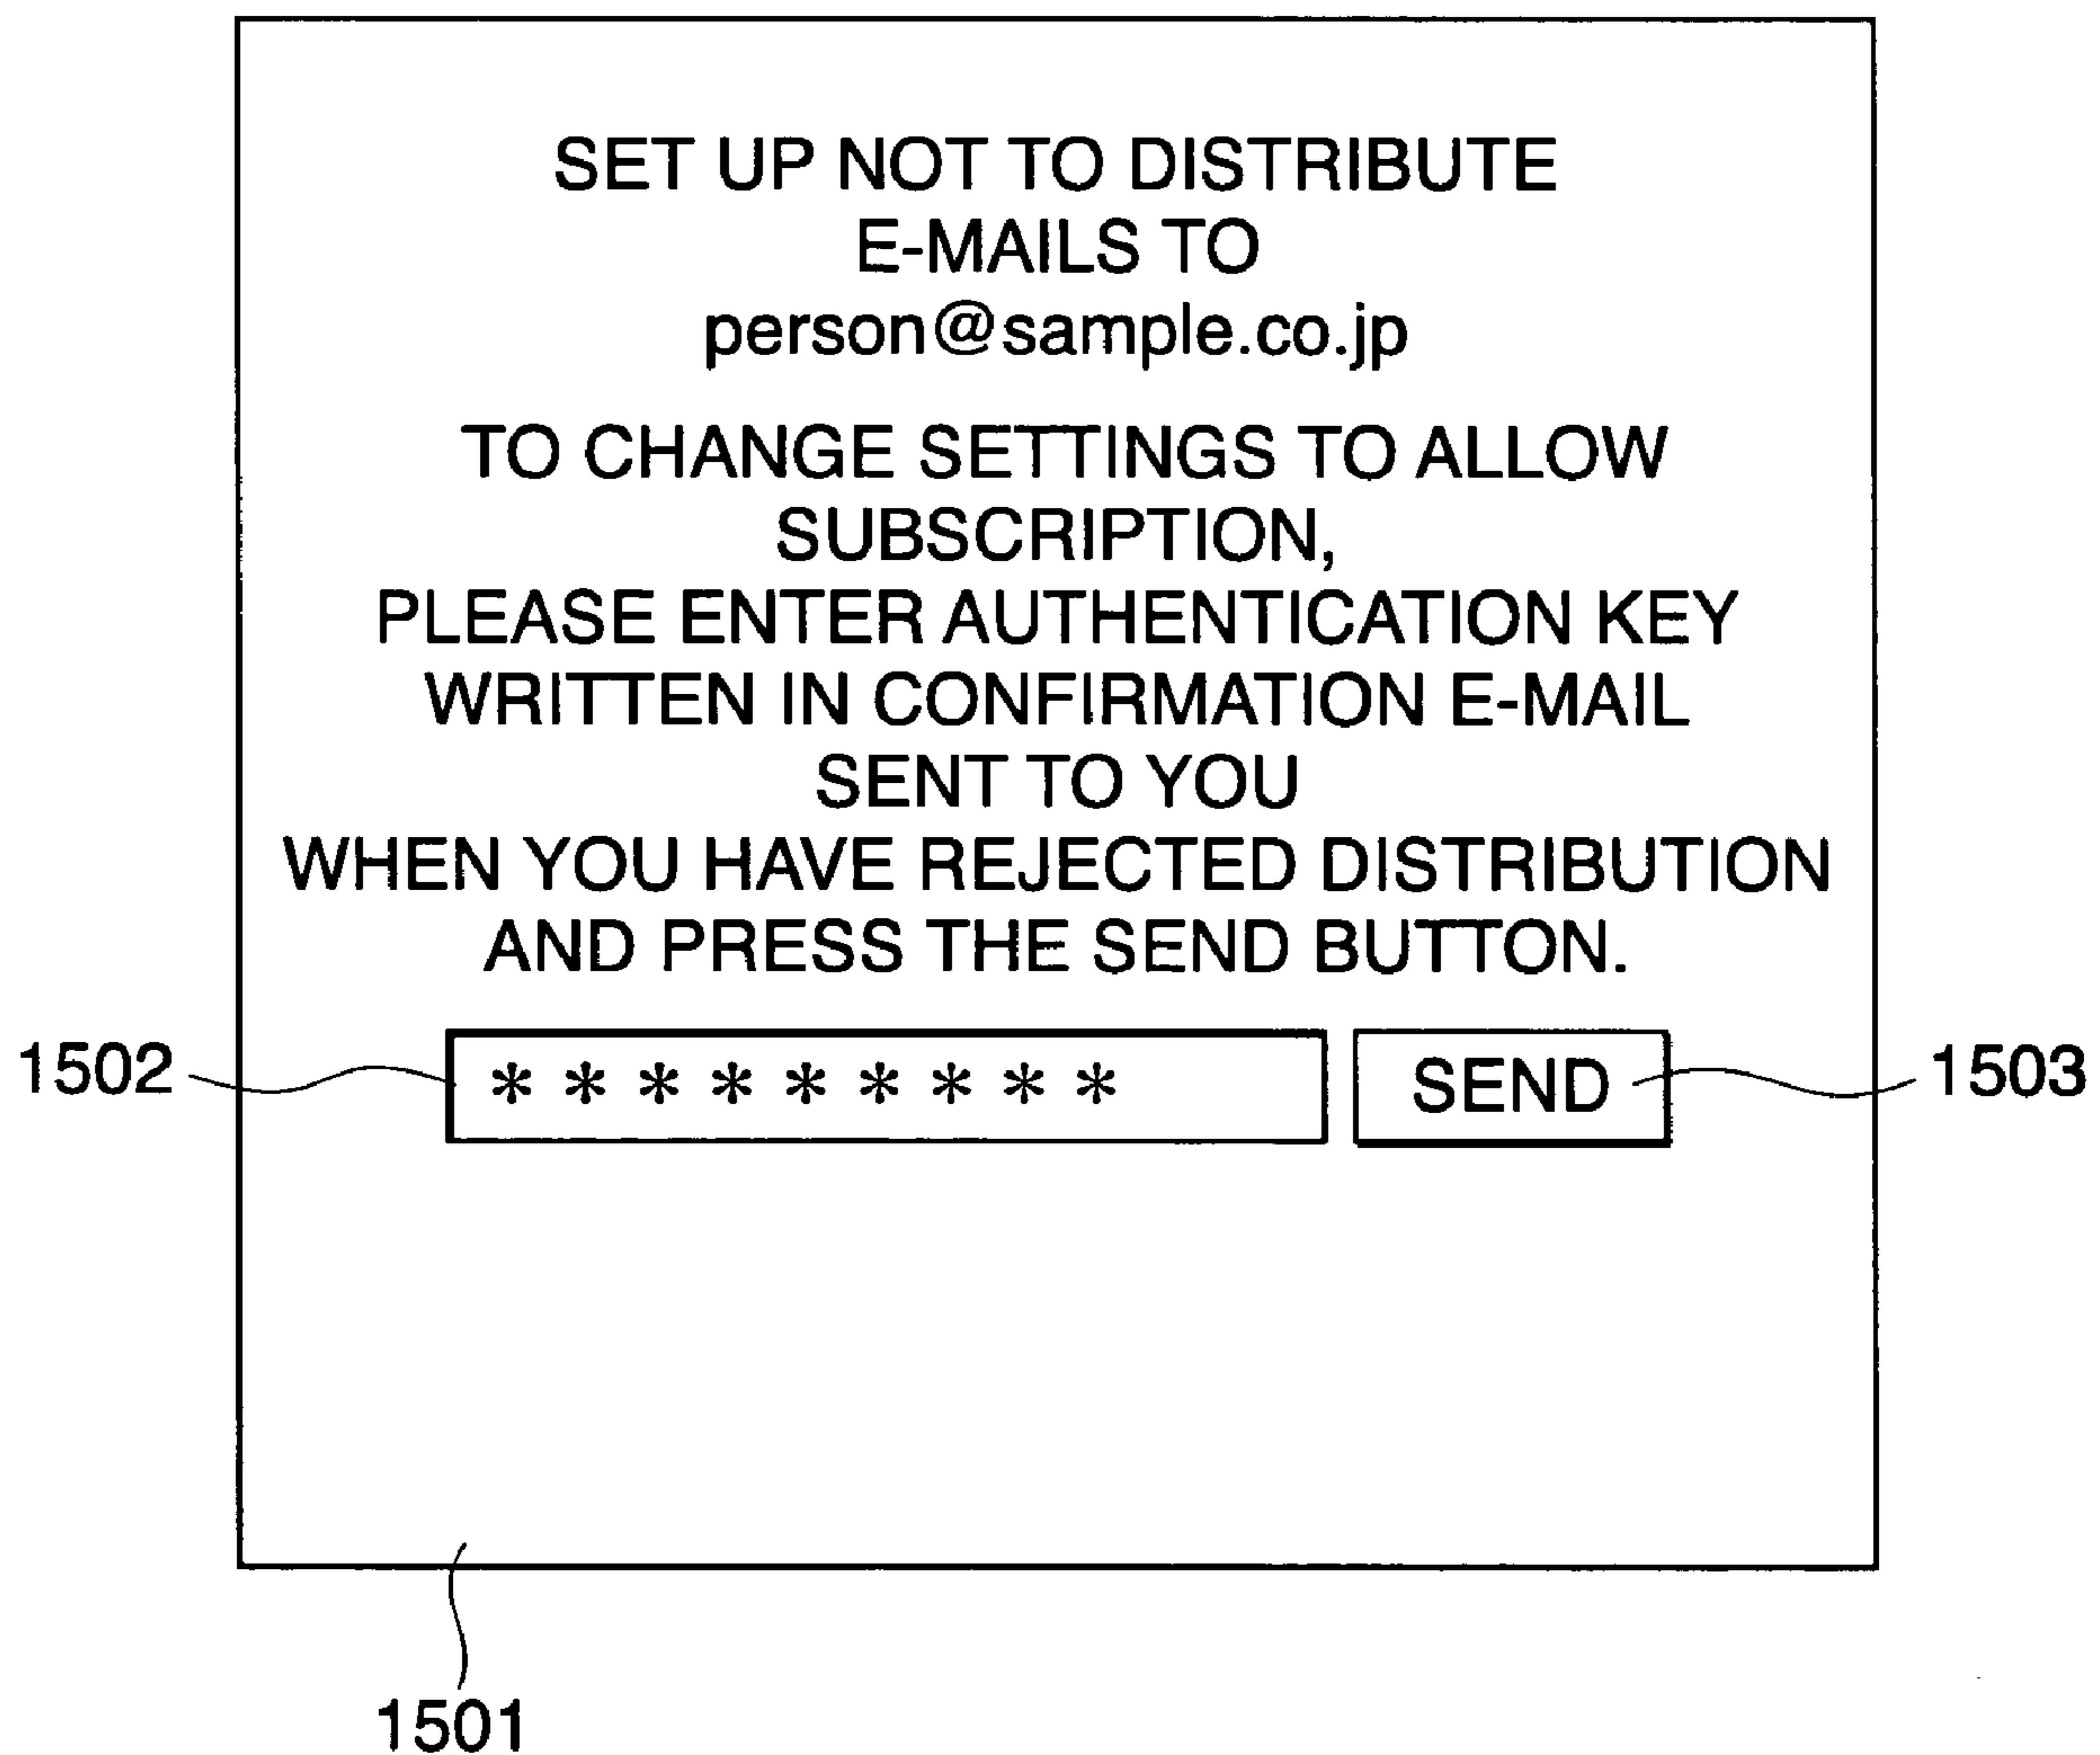 SET UP NOT TO DISTRIBUTE
E-MAILS TO
person@sample.co.jp
TO CHANGE SETTINGS TO ALLOW
SUBSCRIPTION,
PLEASE ENTER AUTHENTICATION KEY
WRITTEN IN CONFIRMATION E-MAIL
SENT TO YOU
WHEN YOU HAVE REJECTED DISTRIBUTION
AND PRESS THE SEND BUTTON.
1502 * * * * * * * * * SEND 1503
1501